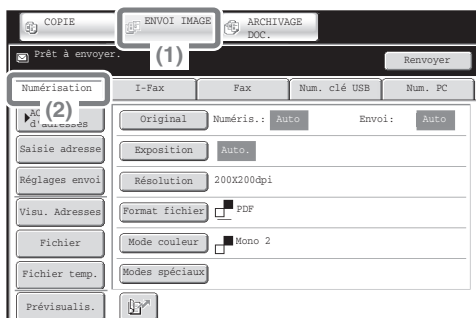 COPIE
ENVOI IMAGE
ARCHIVAGE
DOC.
Prêt à envoyer.
(1)
Renvoyer
Numérisation
I-Fax
Fax
Num. clé USB
Num. PC
(2)
d'adresses
Original
Numéris.:
Auto
Envoi:
Auto
Saisie adresse
Exposition
Auto.
Réglages envoi
Résolution
200X200dpi
Visu. Adresses
Format fichier
PDF
Fichier
Mode couleur
Mono 2
Fichier temp.
Modes spéciaux
Prévisualis.